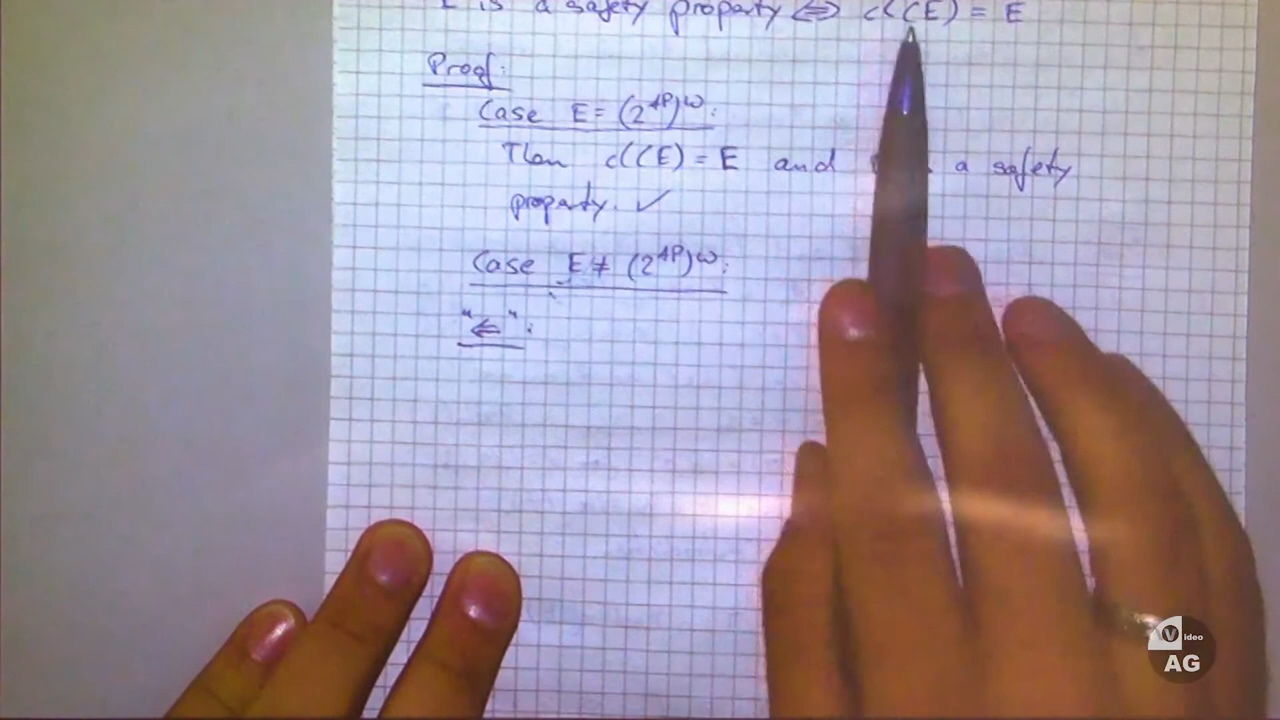 E is a safety property ⇔ cl(E) = E
Proof:
Case E = (2^AP)^ω:
Then cl(E) = E and a safety
property. ✓
Case E ≠ (2^AP)^ω:
"⇐":
Video
AG